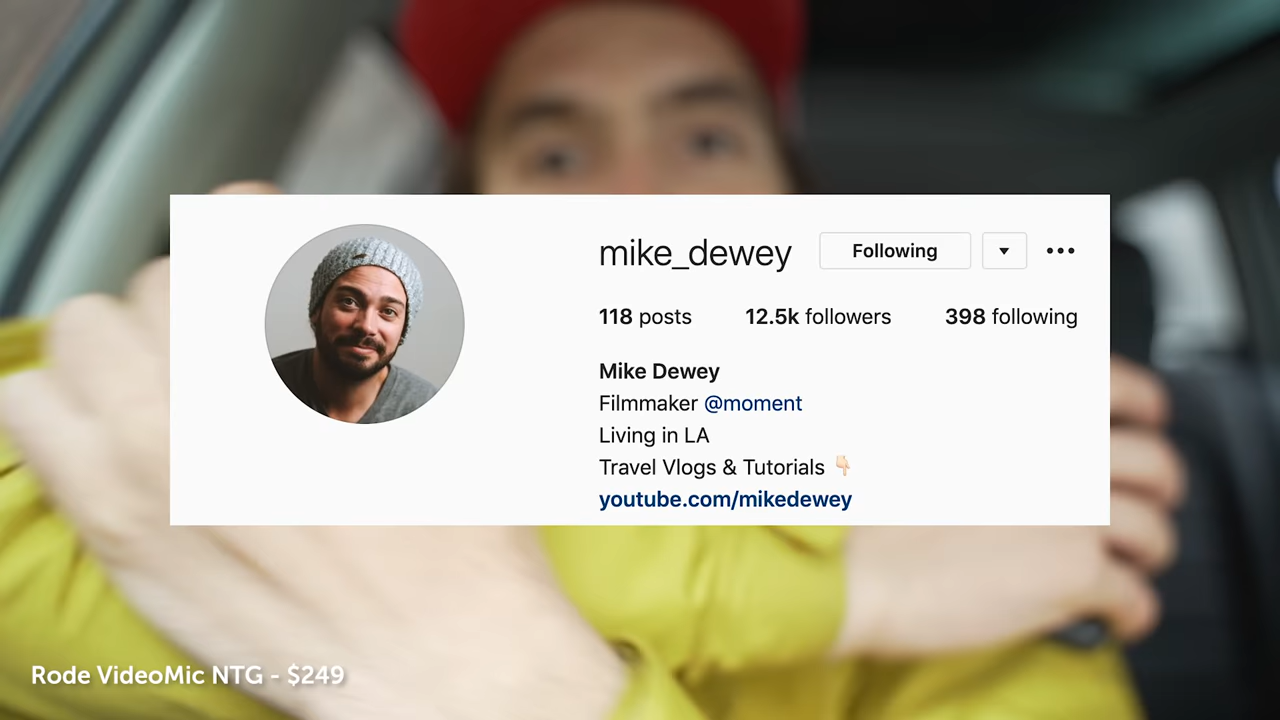 mike_dewey Following
118 posts 12.5k followers 398 following
Mike Dewey
Filmmaker @moment
Living in LA
Travel Vlogs & Tutorials 👇🏻
youtube.com/mikedewey
Rode VideoMic NTG - $249